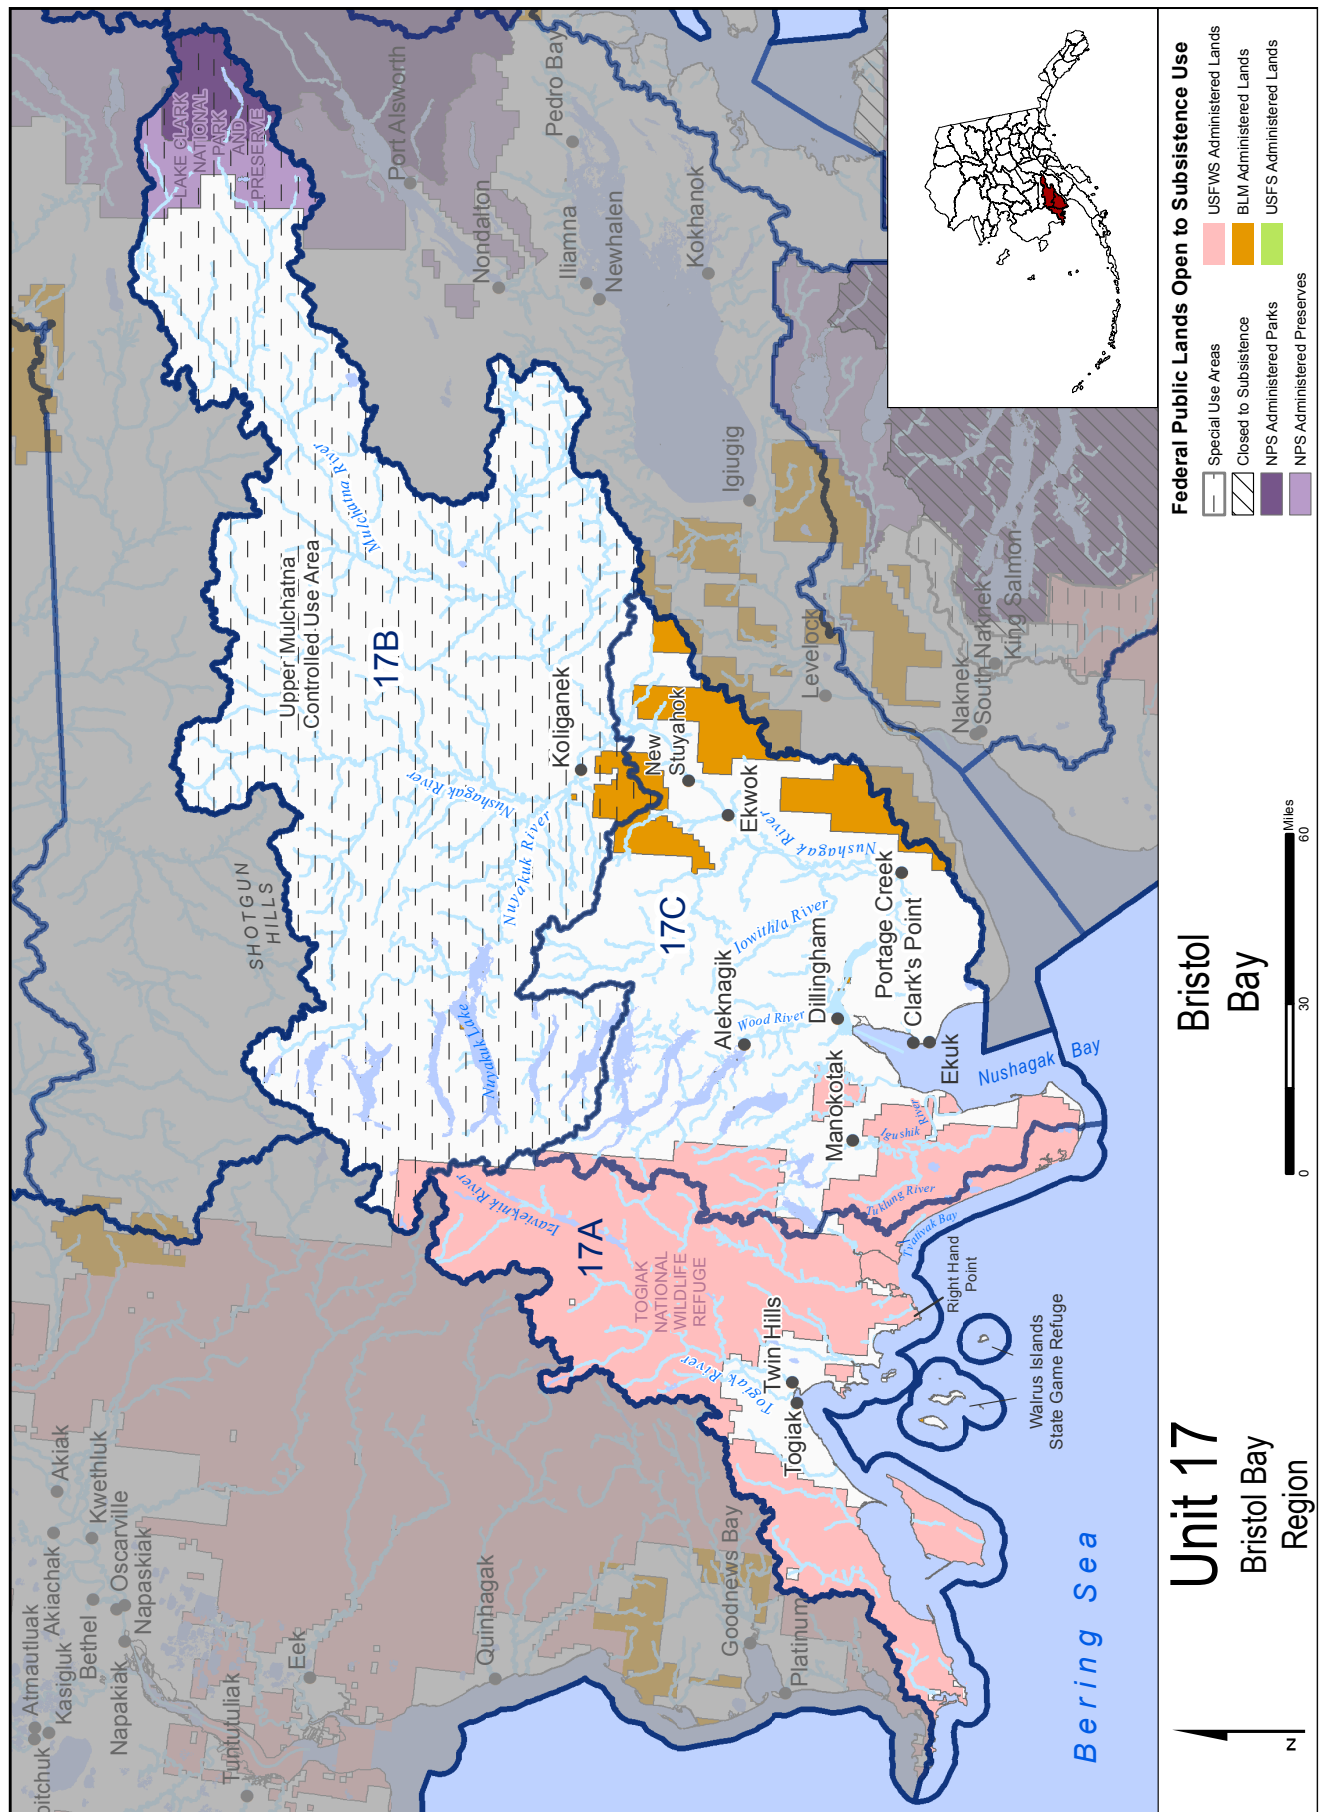 LAKE CLARK
NATIONAL
PARK
AND
PRESERVE
Port Alsworth
Pedro Bay
Nondalton
Iliamna
Newhalen
Kokhanok
Igiugig
Levelock
Naknek
South Naknek
King Salmon
Mulchatna River
Upper Mulchatna
Controlled Use Area
17B
Koliganek
Nushagak River
Nuyakuk River
Nuyakuk Lake
SHOTGUN
HILLS
New
Stuyahok
Ekwok
Nushagak River
17C
Iowithla River
Portage Creek
Clark's Point
Dillingham
Aleknagik
Wood River
Ekuk
Manokotak
Nushagak Bay
Igushik
River
Tuklung River
Tvativak Bay
Izavieknik River
17A
TOGIAK
NATIONAL
WILDLIFE
REFUGE
Right Hand
Point
Twin Hills
Togiak River
Togiak
Walrus Islands
State Game Refuge
Akiak
Kwethluk
Akiachak
Oscarville
Napaskiak
Atmautluak
Kasigluk
Bethel
Napakiak
pitchuk
Tuntutuliak
Eek
Quinhagak
Goodnews Bay
Platinum
Bering Sea
Unit 17
Bristol Bay
Region
Bristol
Bay
0
30
60
Miles
N
Federal Public Lands Open to Subsistence Use
Special Use Areas
Closed to Subsistence
NPS Administered Parks
NPS Administered Preserves
USFWS Administered Lands
BLM Administered Lands
USFS Administered Lands